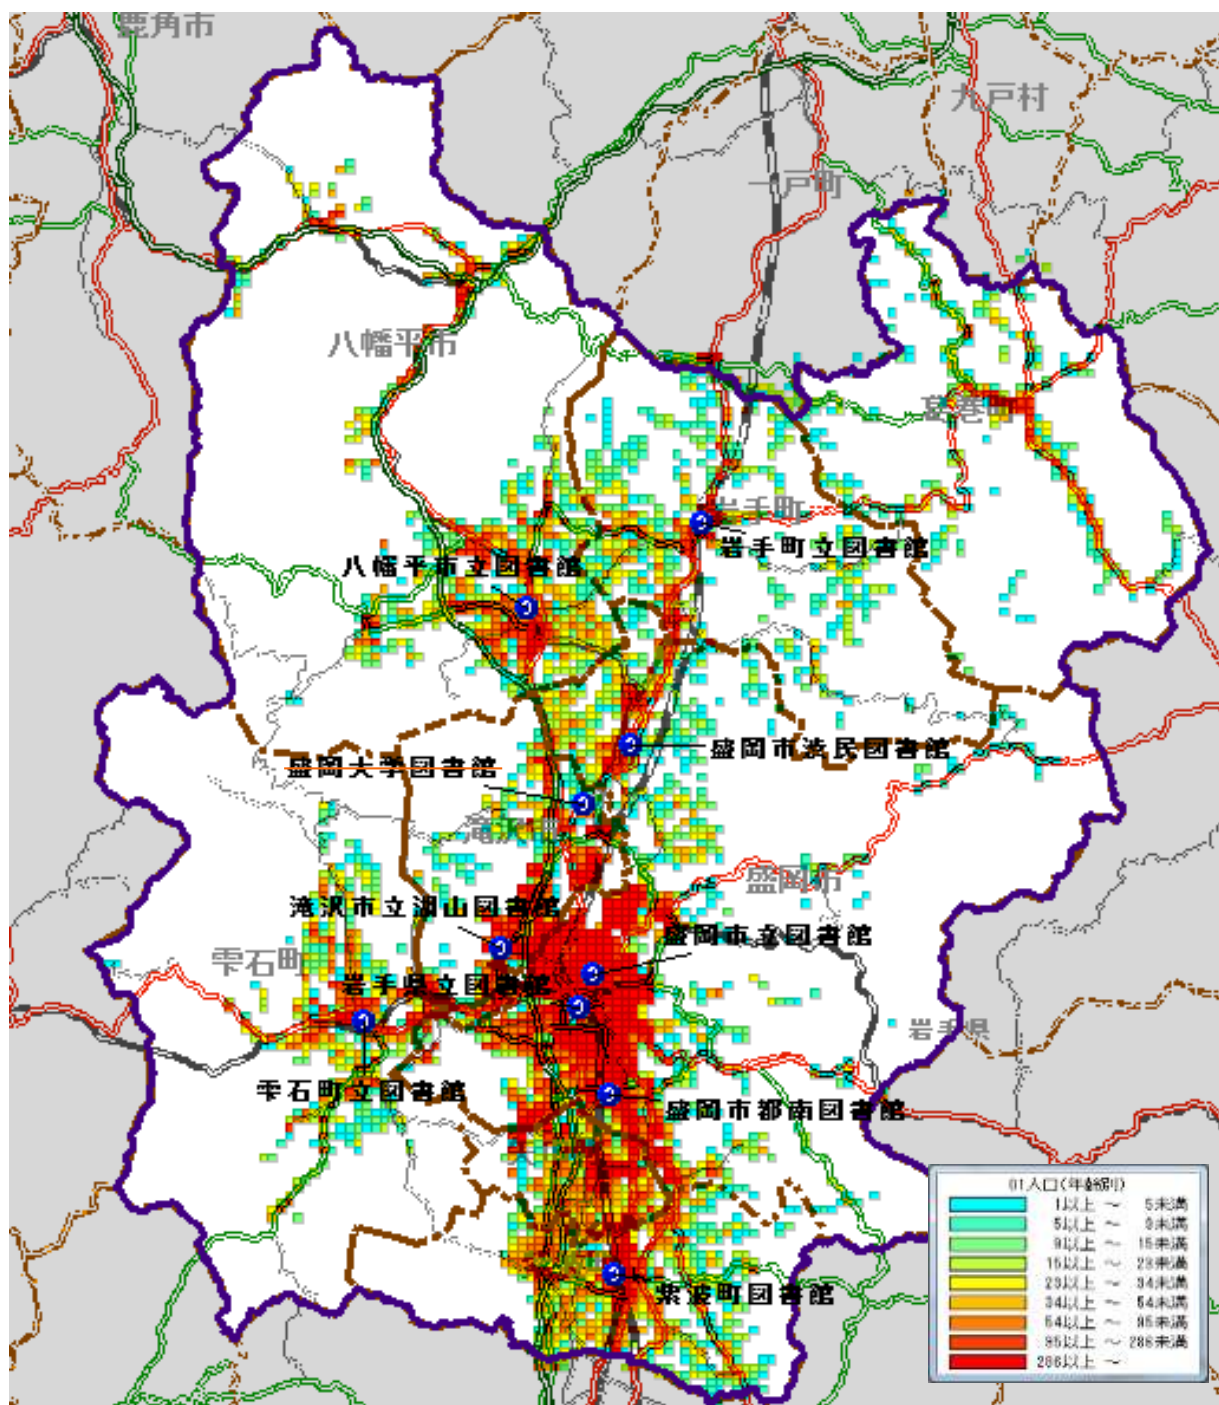 鹿角市
九戸村
一戸町
八幡平市
葛巻町
岩手町
岩手町立図書館
八幡平市立図書館
盛岡市渋民図書館
盛岡大学図書館
滝沢市
盛岡市
滝沢市立湖山図書館
盛岡市立図書館
雫石町
岩手県立図書館
岩手県
雫石町立図書館
盛岡市都南図書館
紫波町図書館
01人口(年齢別)
1以上 ～ 5未満
5以上 ～ 9未満
9以上 ～ 15未満
15以上 ～ 23未満
23以上 ～ 34未満
34以上 ～ 54未満
54以上 ～ 95未満
95以上 ～ 286未満
286以上 ～